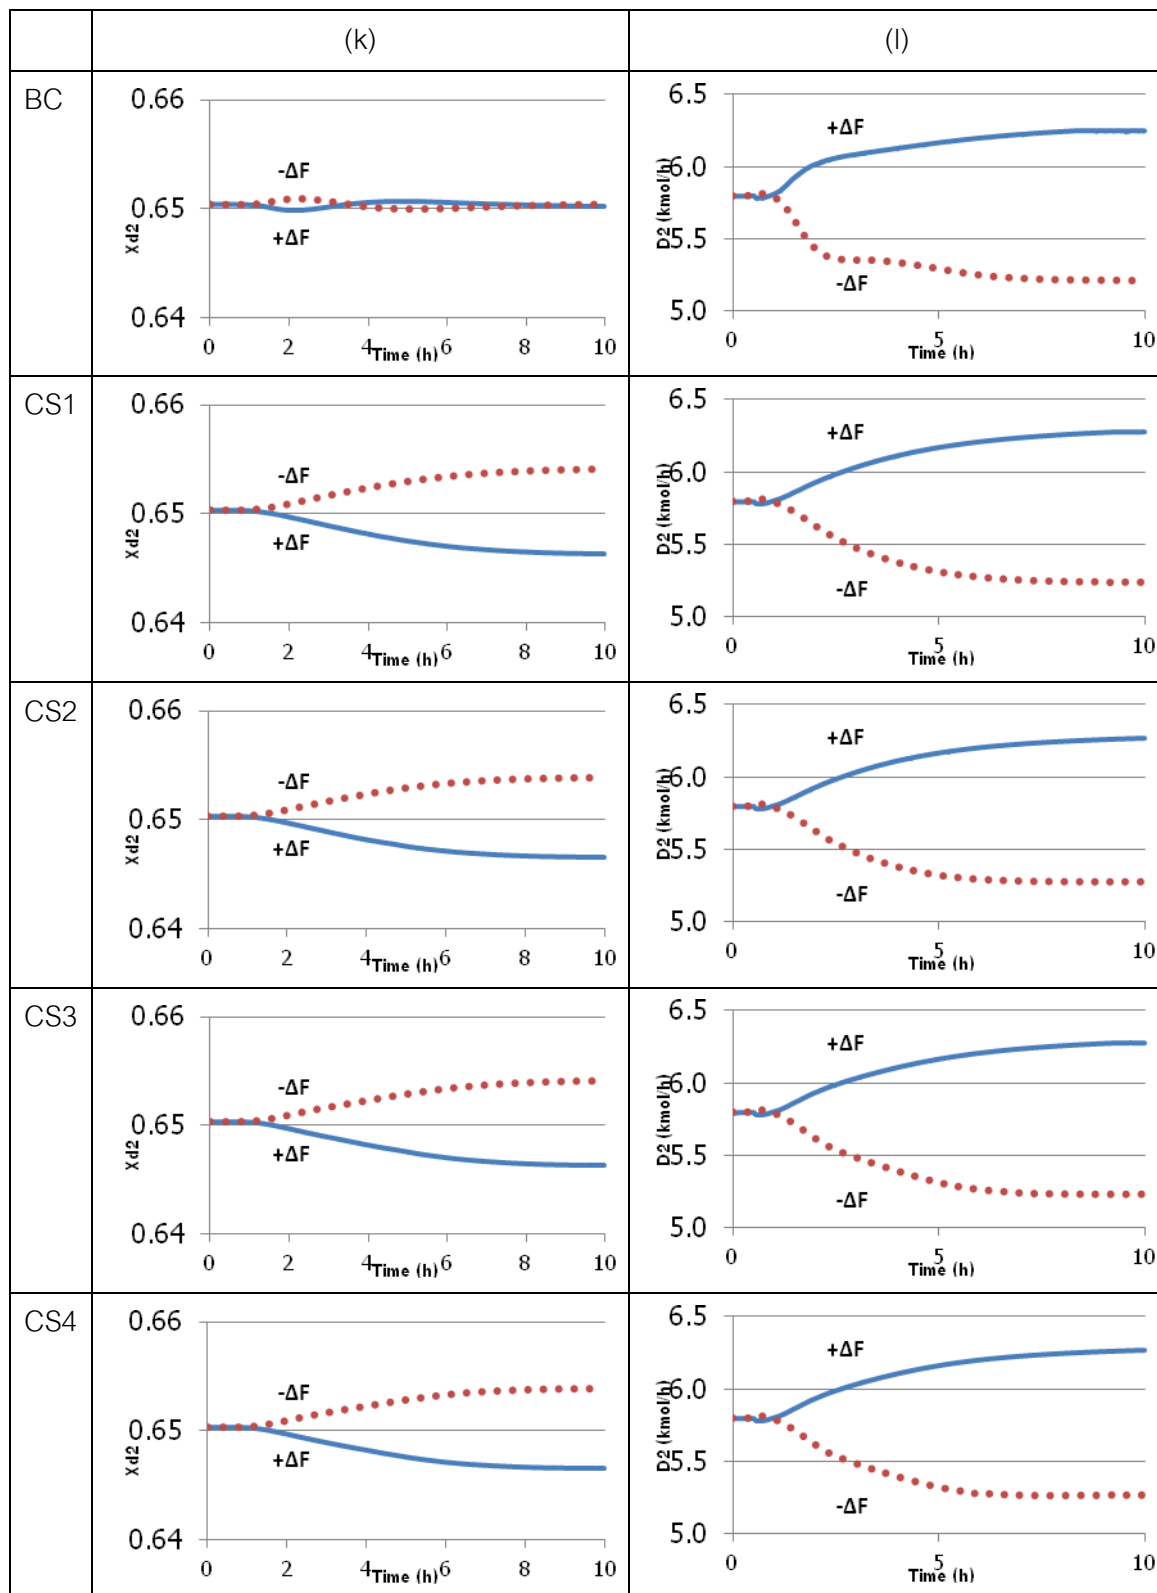 (k) (l)
BC
0.66
0.65
0.64
Xd2
-ΔF
+ΔF
0 2 4 6 8 10
Time (h)
6.5
6.0
5.5
5.0
D2 (kmol/h)
+ΔF
-ΔF
0 5 10
Time (h)
CS1
0.66
0.65
0.64
Xd2
-ΔF
+ΔF
0 2 4 6 8 10
Time (h)
6.5
6.0
5.5
5.0
D2 (kmol/h)
+ΔF
-ΔF
0 5 10
Time (h)
CS2
0.66
0.65
0.64
Xd2
-ΔF
+ΔF
0 2 4 6 8 10
Time (h)
6.5
6.0
5.5
5.0
D2 (kmol/h)
+ΔF
-ΔF
0 5 10
Time (h)
CS3
0.66
0.65
0.64
Xd2
-ΔF
+ΔF
0 2 4 6 8 10
Time (h)
6.5
6.0
5.5
5.0
D2 (kmol/h)
+ΔF
-ΔF
0 5 10
Time (h)
CS4
0.66
0.65
0.64
Xd2
-ΔF
+ΔF
0 2 4 6 8 10
Time (h)
6.5
6.0
5.5
5.0
D2 (kmol/h)
+ΔF
-ΔF
0 5 10
Time (h)